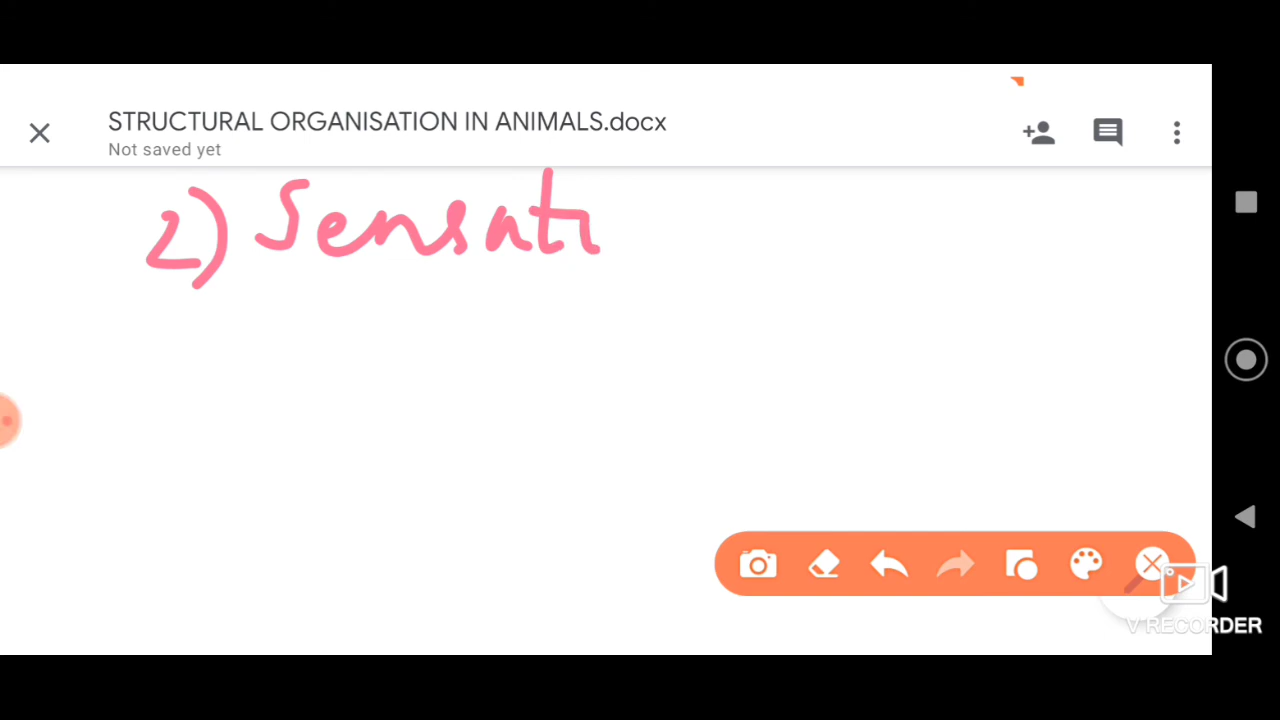 STRUCTURAL ORGANISATION IN ANIMALS.docx
Not saved yet
2) Sensati
V RECORDER